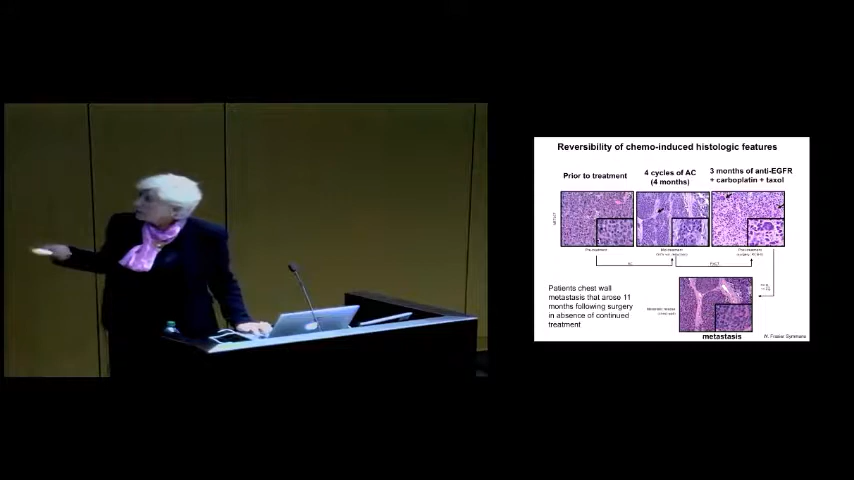 Reversibility of chemo-induced histologic features
Prior to treatment
4 cycles of AC
(4 months)
3 months of anti-EGFR
+ carboplatin + taxol
Patients chest wall
metastasis that arose 11
months following surgery
in absence of continued
treatment
metastasis
W. Fraser Symmans